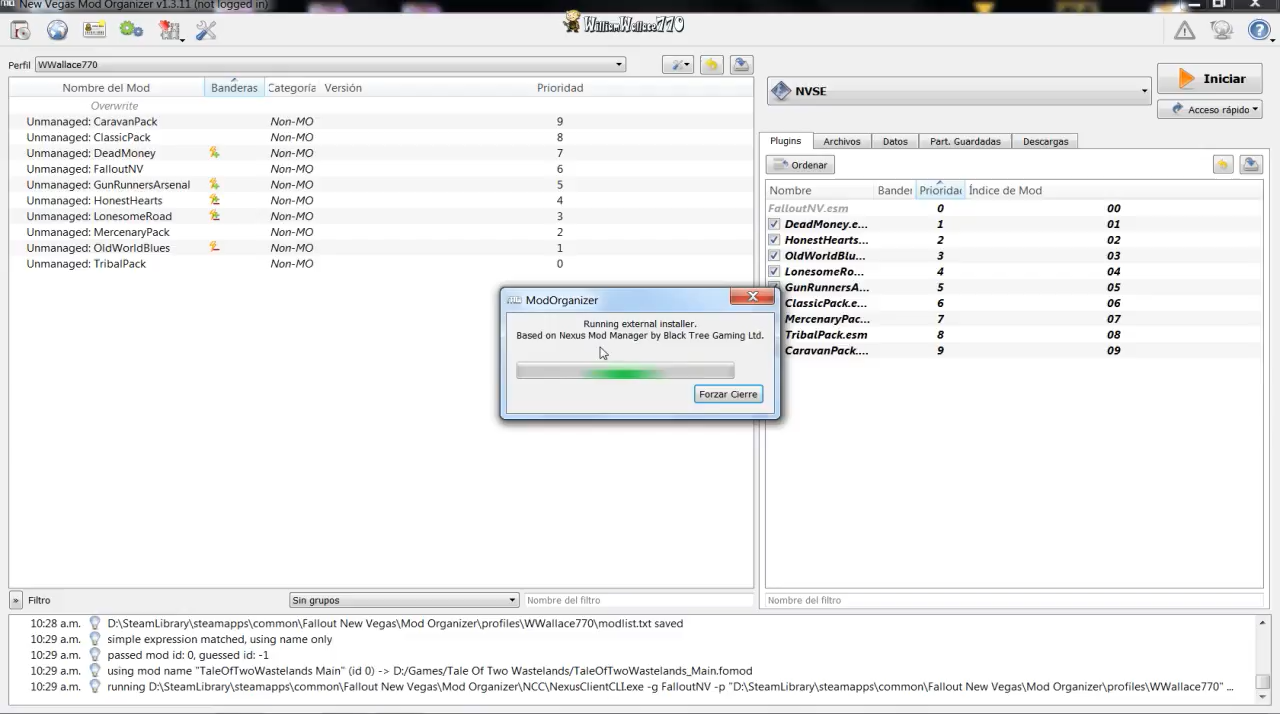 New Vegas Mod Organizer v1.3.11 (not logged in)
WilliamWallace770
Perfil
WWallace770
NVSE
Iniciar
Acceso rápido
Nombre del Mod Banderas Categoría Versión Prioridad
Overwrite
Unmanaged: CaravanPack Non-MO 9
Unmanaged: ClassicPack Non-MO 8
Unmanaged: DeadMoney Non-MO 7
Unmanaged: FalloutNV Non-MO 6
Unmanaged: GunRunnersArsenal Non-MO 5
Unmanaged: HonestHearts Non-MO 4
Unmanaged: LonesomeRoad Non-MO 3
Unmanaged: MercenaryPack Non-MO 2
Unmanaged: OldWorldBlues Non-MO 1
Unmanaged: TribalPack Non-MO 0
Plugins Archivos Datos Part. Guardadas Descargas
Ordenar
Nombre Bander Prioridad Índice de Mod
FalloutNV.esm 0 00
DeadMoney.e... 1 01
HonestHearts... 2 02
OldWorldBlu... 3 03
LonesomeRo... 4 04
GunRunnersA... 5 05
ClassicPack.e... 6 06
MercenaryPac... 7 07
TribalPack.esm 8 08
CaravanPack.... 9 09
ModOrganizer
Running external installer.
Based on Nexus Mod Manager by Black Tree Gaming Ltd.
Forzar Cierre
» Filtro
Sin grupos
Nombre del filtro
Nombre del filtro
10:28 a.m. D:\SteamLibrary\steamapps\common\Fallout New Vegas\Mod Organizer\profiles\WWallace770\modlist.txt saved
10:29 a.m. simple expression matched, using name only
10:29 a.m. passed mod id: 0, guessed id: -1
10:29 a.m. using mod name "TaleOfTwoWastelands Main" (id 0) -> D:/Games/Tale Of Two Wastelands/TaleOfTwoWastelands_Main.fomod
10:29 a.m. running D:\SteamLibrary\steamapps\common\Fallout New Vegas\Mod Organizer\NCC\NexusClientCLI.exe -g FalloutNV -p "D:\SteamLibrary\steamapps\common\Fallout New Vegas\Mod Organizer\profiles\WWallace770" ...